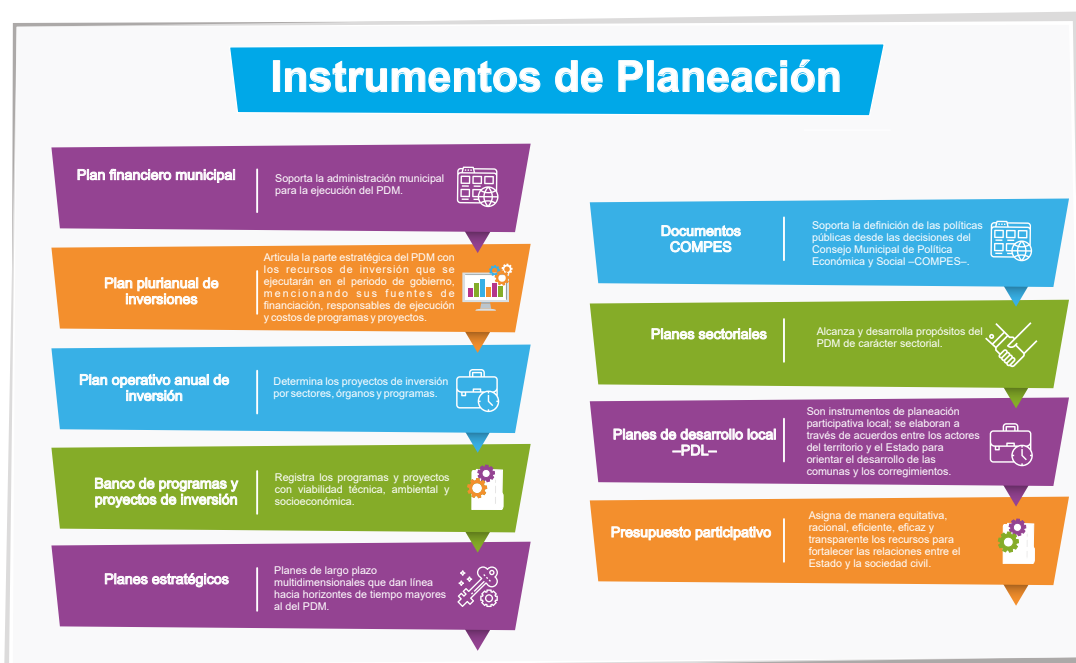 Instrumentos de Planeación
Plan financiero municipal
Soporta la administración municipal
para la ejecución del PDM.
Plan plurianual de
inversiones
Articula la parte estratégica del PDM con
los recursos de inversión que se
ejecutarán en el periodo de gobierno,
mencionando sus fuentes de
financiación, responsables de ejecución
y costos de programas y proyectos.
Plan operativo anual de
inversión
Determina los proyectos de inversión
por sectores, órganos y programas.
Banco de programas y
proyectos de inversión
Registra los programas y proyectos
con viabilidad técnica, ambiental y
socioeconómica.
Planes estratégicos
Planes de largo plazo
multidimensionales que dan línea
hacia horizontes de tiempo mayores
al del PDM.
Documentos
COMPES
Soporta la definición de las políticas
públicas desde las decisiones del
Consejo Municipal de Política
Económica y Social –COMPES–.
Planes sectoriales
Alcanza y desarrolla propósitos del
PDM de carácter sectorial.
Planes de desarrollo local
–PDL–
Son instrumentos de planeación
participativa local; se elaboran a
través de acuerdos entre los actores
del territorio y el Estado para
orientar el desarrollo de las
comunas y los corregimientos.
Presupuesto participativo
Asigna de manera equitativa,
racional, eficiente, eficaz y
transparente los recursos para
fortalecer las relaciones entre el
Estado y la sociedad civil.